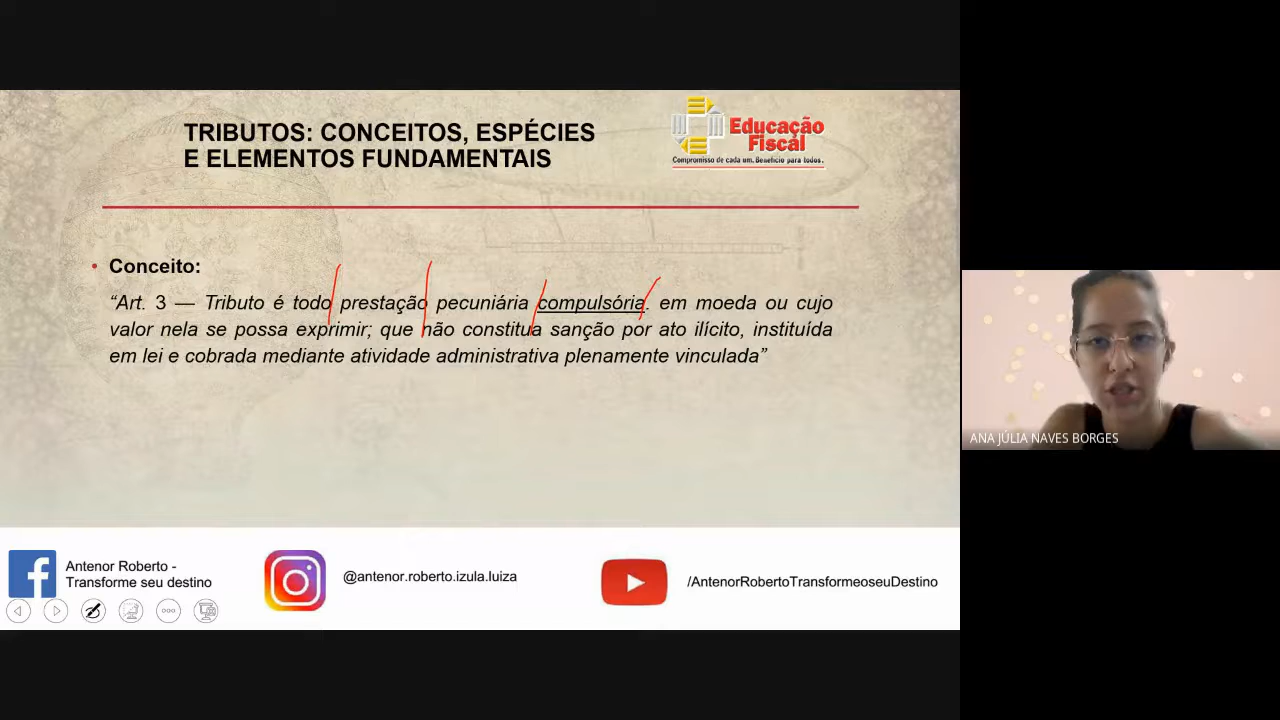 TRIBUTOS: CONCEITOS, ESPÉCIES
E ELEMENTOS FUNDAMENTAIS
Educação
Fiscal
Compromisso de cada um. Benefício para todos.
• Conceito:
“Art. 3 — Tributo é todo prestação pecuniária compulsória. em moeda ou cujo
valor nela se possa exprimir; que não constitua sanção por ato ilícito, instituída
em lei e cobrada mediante atividade administrativa plenamente vinculada”
ANA JÚLIA NAVES BORGES
Antenor Roberto -
Transforme seu destino
@antenor.roberto.izula.luiza
/AntenorRobertoTransformeoseuDestino